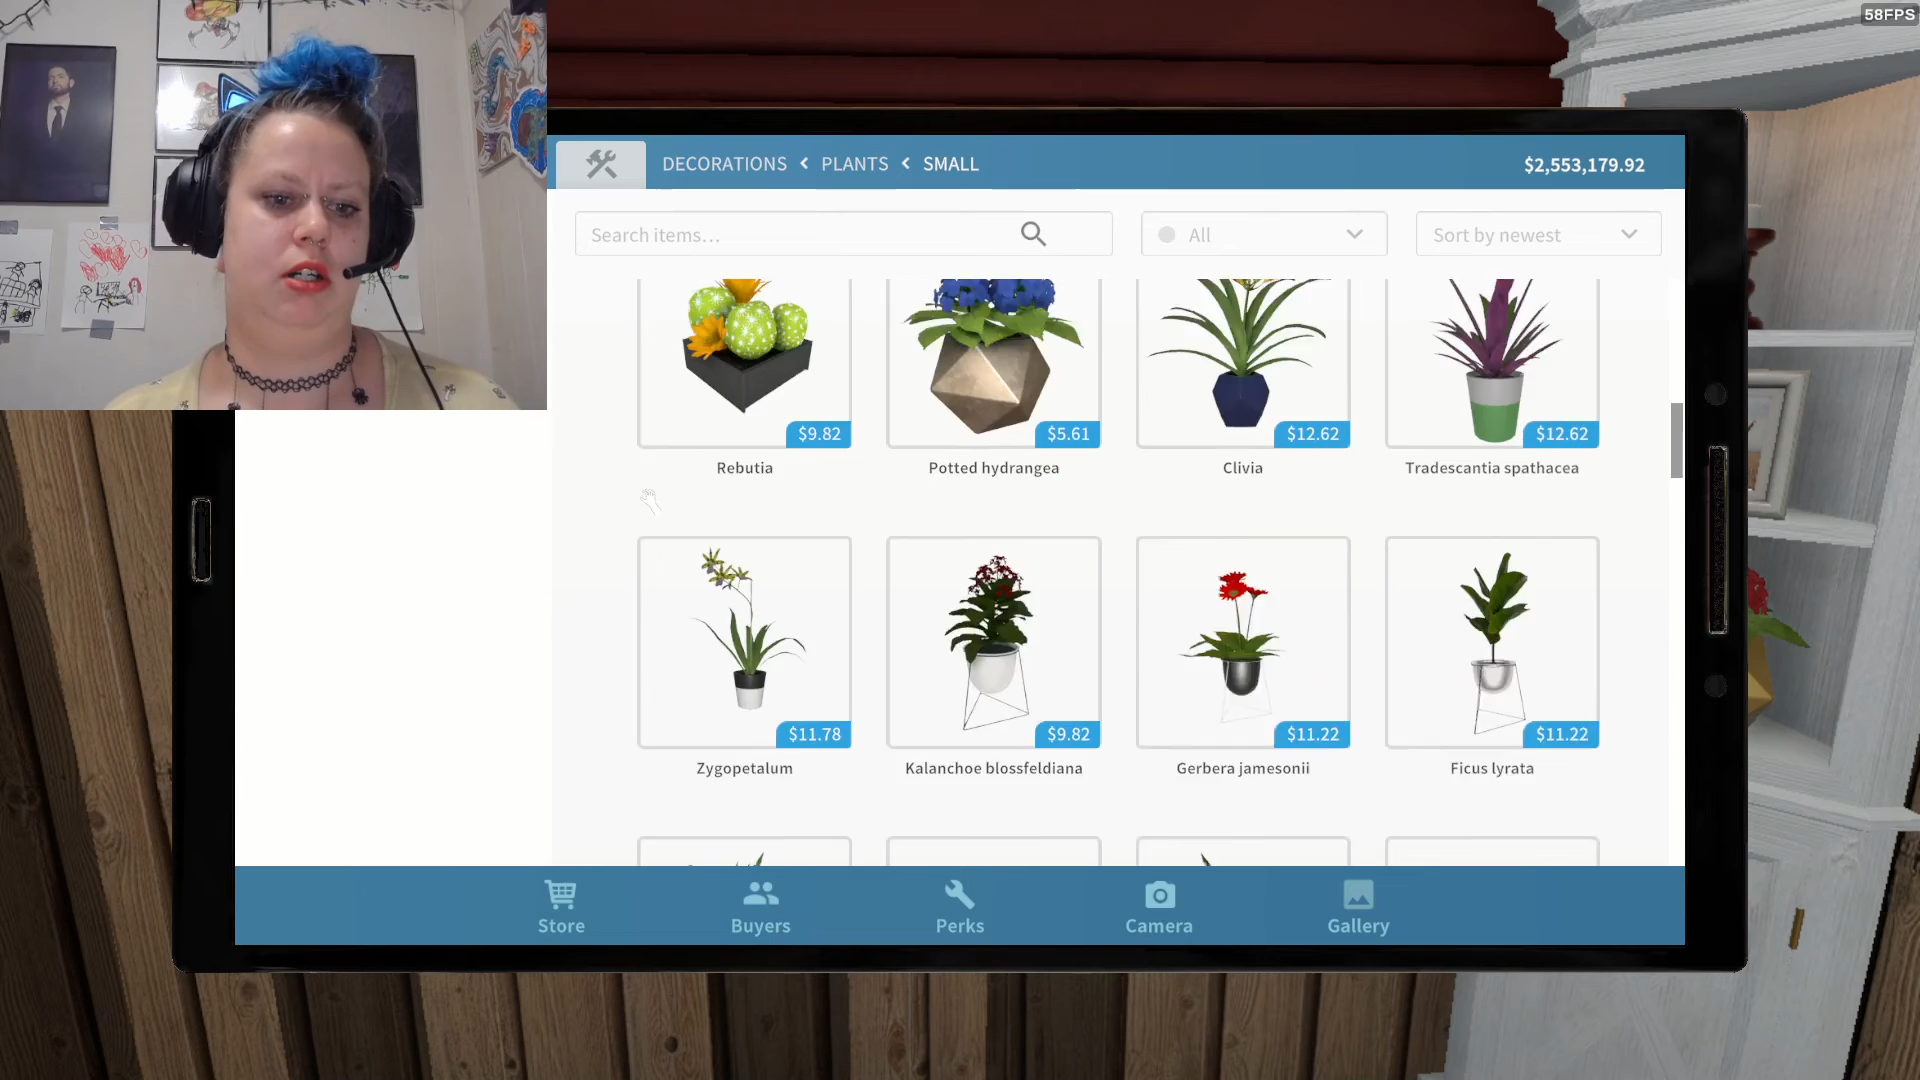 58FPS
DECORATIONS < PLANTS < SMALL
$2,553,179.92
Search items...
All
Sort by newest
$9.82
$5.61
$12.62
$12.62
Rebutia
Potted hydrangea
Clivia
Tradescantia spathacea
$11.78
$9.82
$11.22
$11.22
Zygopetalum
Kalanchoe blossfeldiana
Gerbera jamesonii
Ficus lyrata
Store
Buyers
Perks
Camera
Gallery